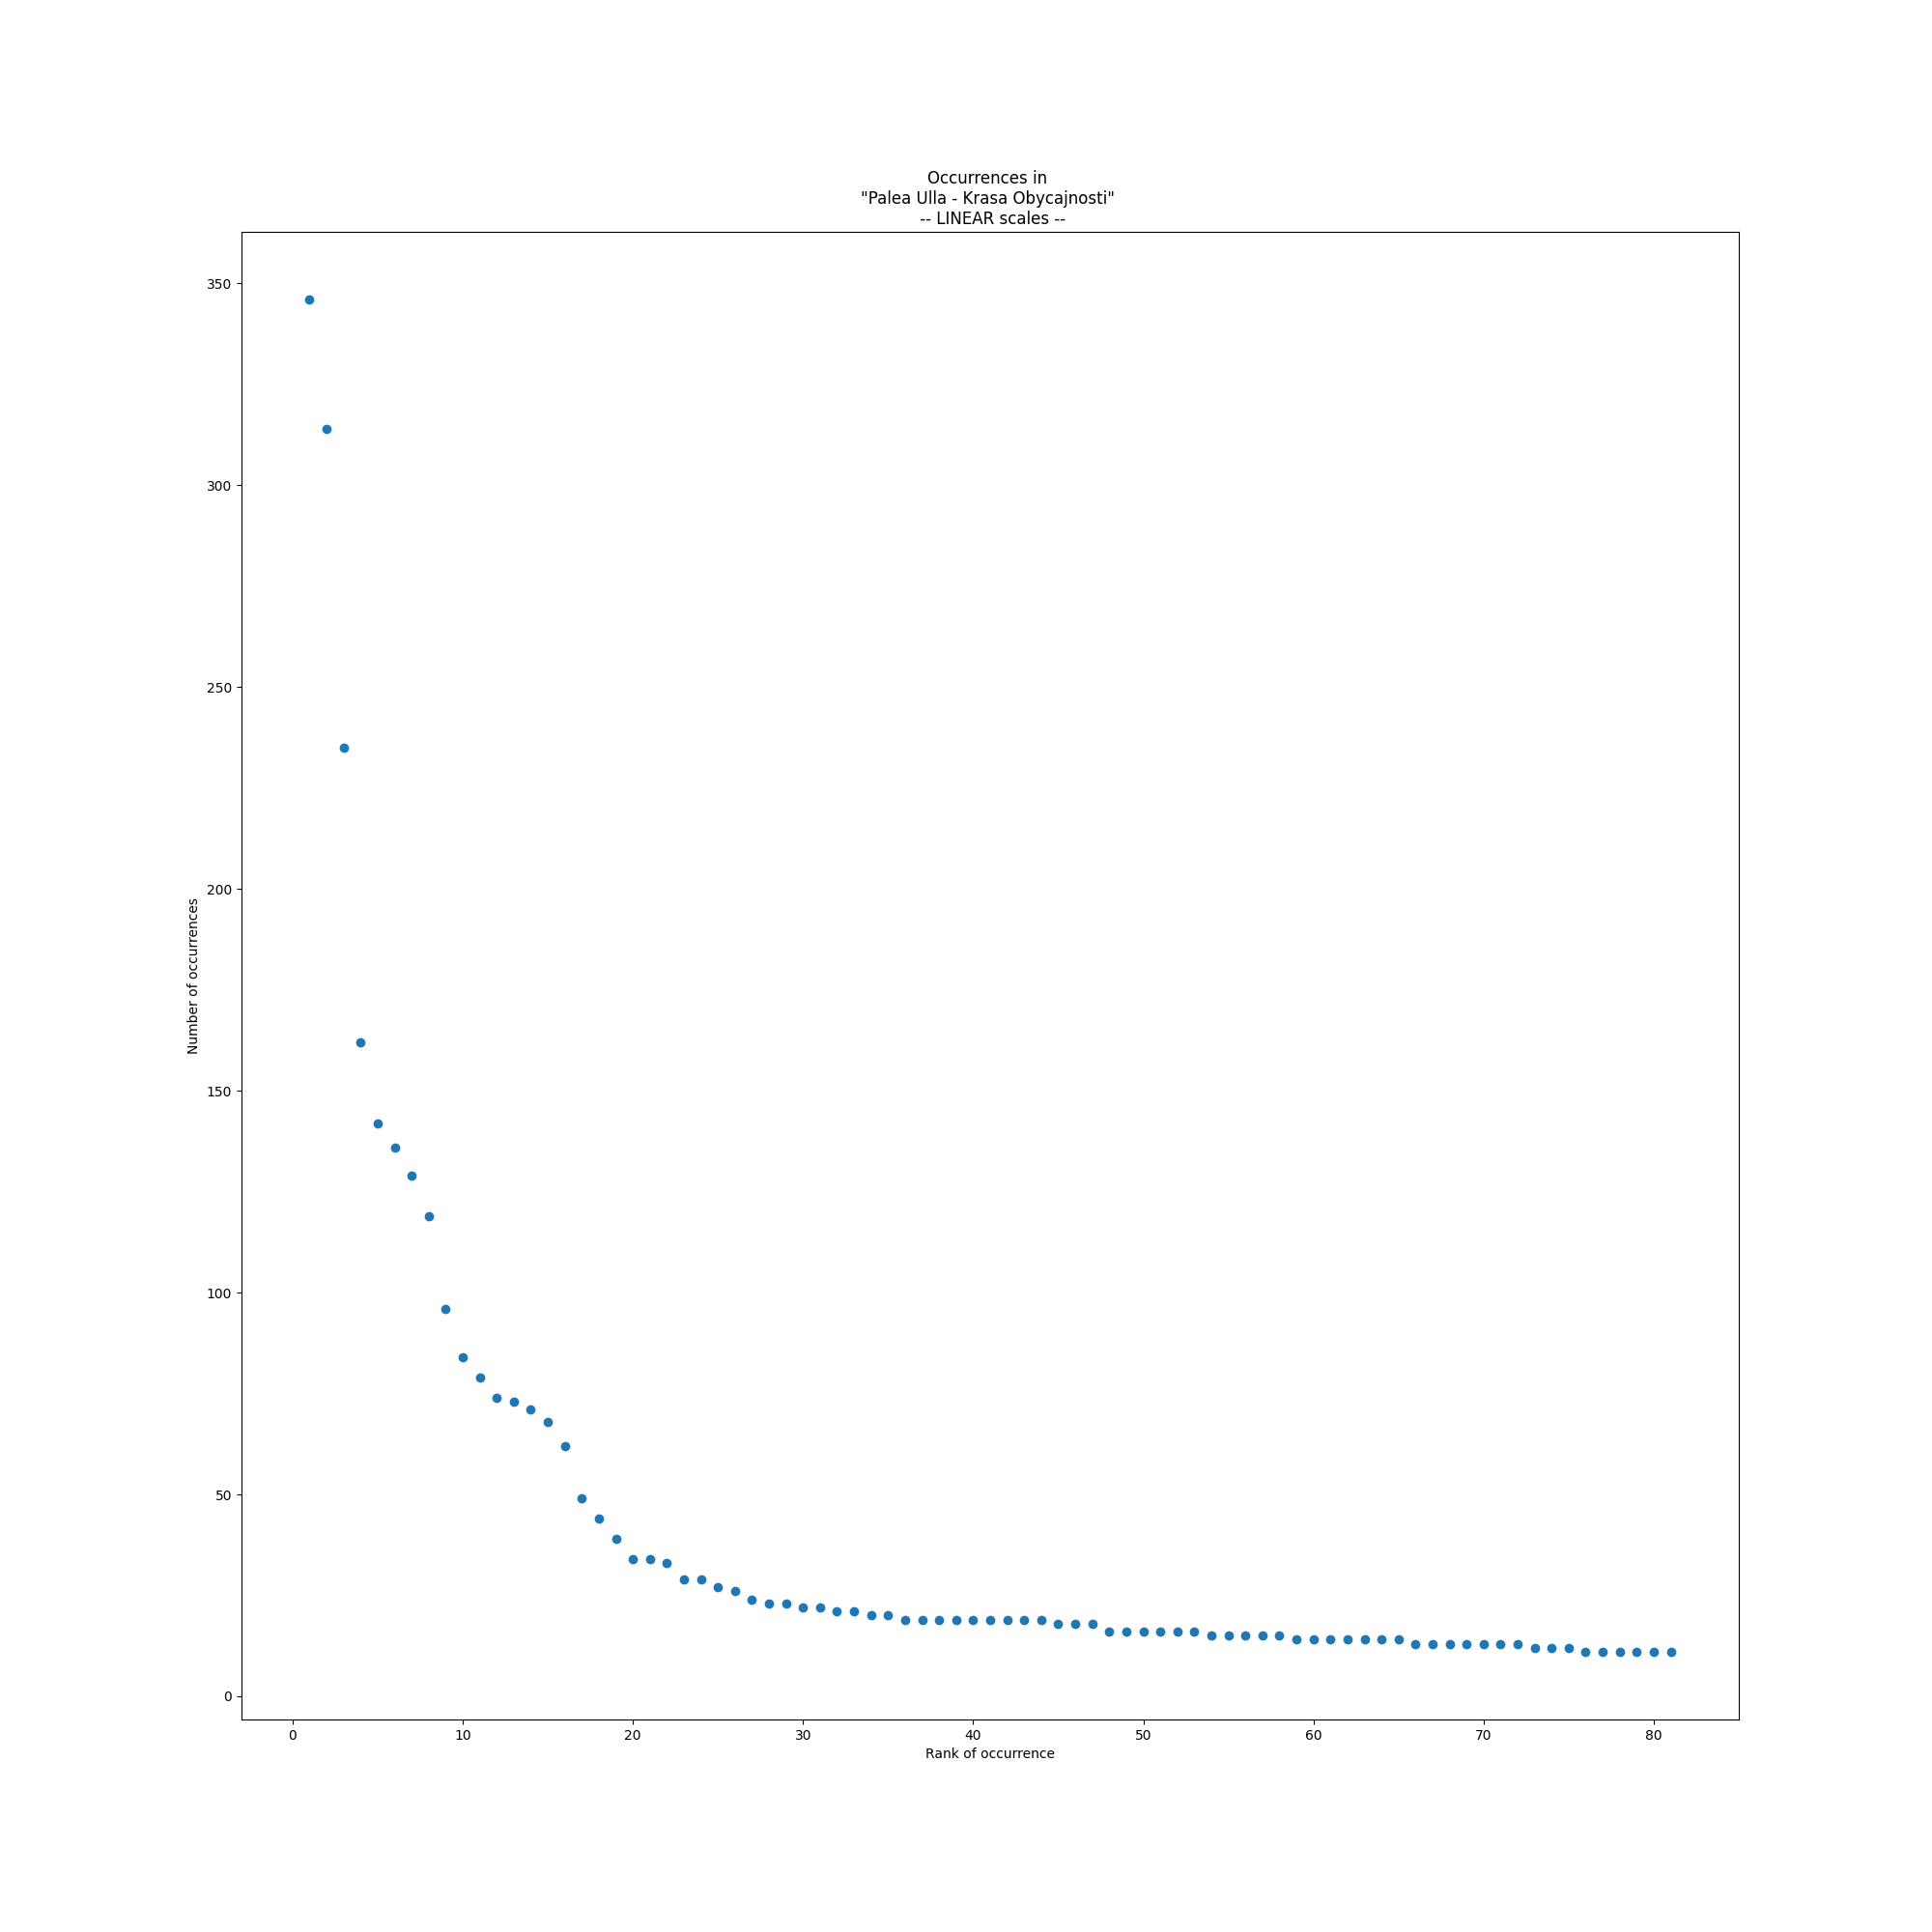 Occurrences in
"Palea Ulla - Krasa Obycajnosti"
-- LINEAR scales --
350
300
250
200
150
100
50
0
Number of occurrences
0 10 20 30 40 50 60 70 80
Rank of occurrence